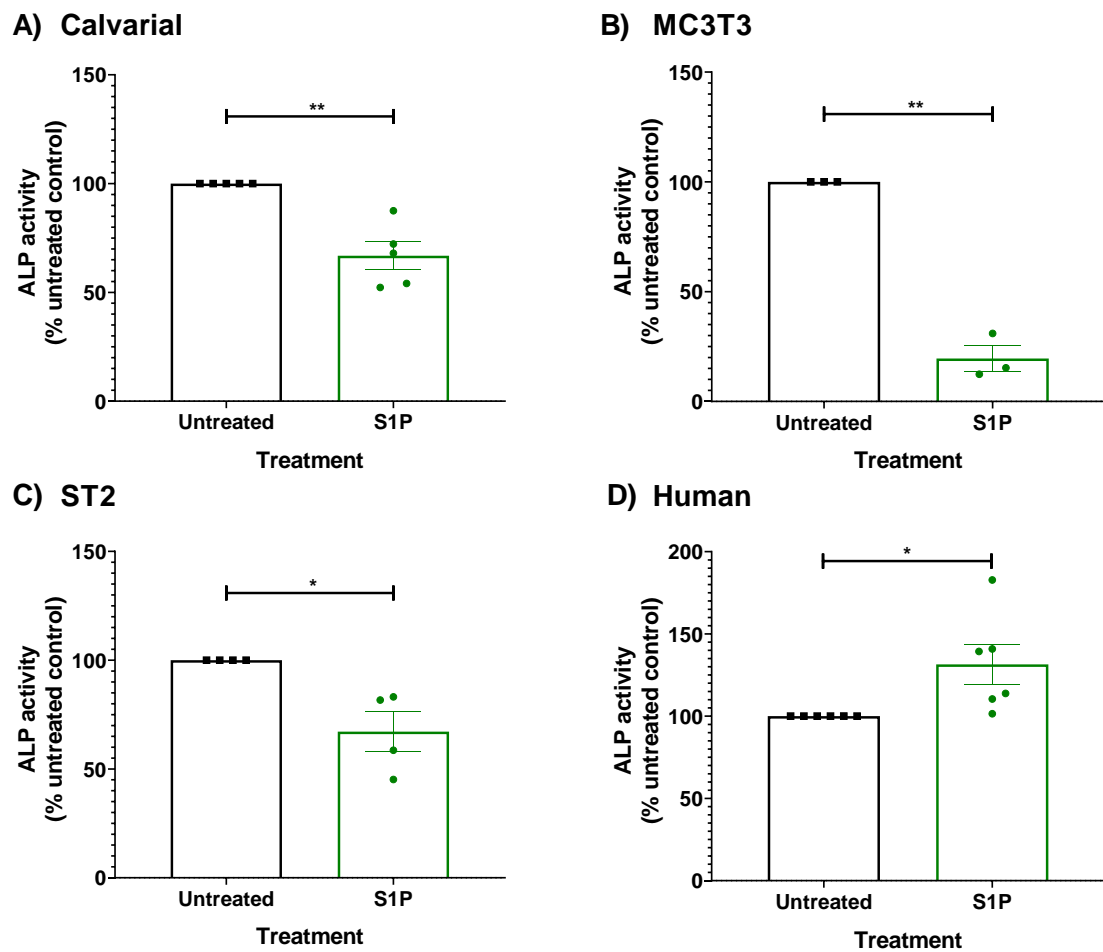 A) Calvarial
150
100
50
0
ALP activity
(% untreated control)
**
Untreated
S1P
Treatment
B) MC3T3
150
100
50
0
ALP activity
(% untreated control)
**
Untreated
S1P
Treatment
C) ST2
150
100
50
0
ALP activity
(% untreated control)
*
Untreated
S1P
Treatment
D) Human
200
150
100
50
0
ALP activity
(% untreated control)
*
Untreated
S1P
Treatment